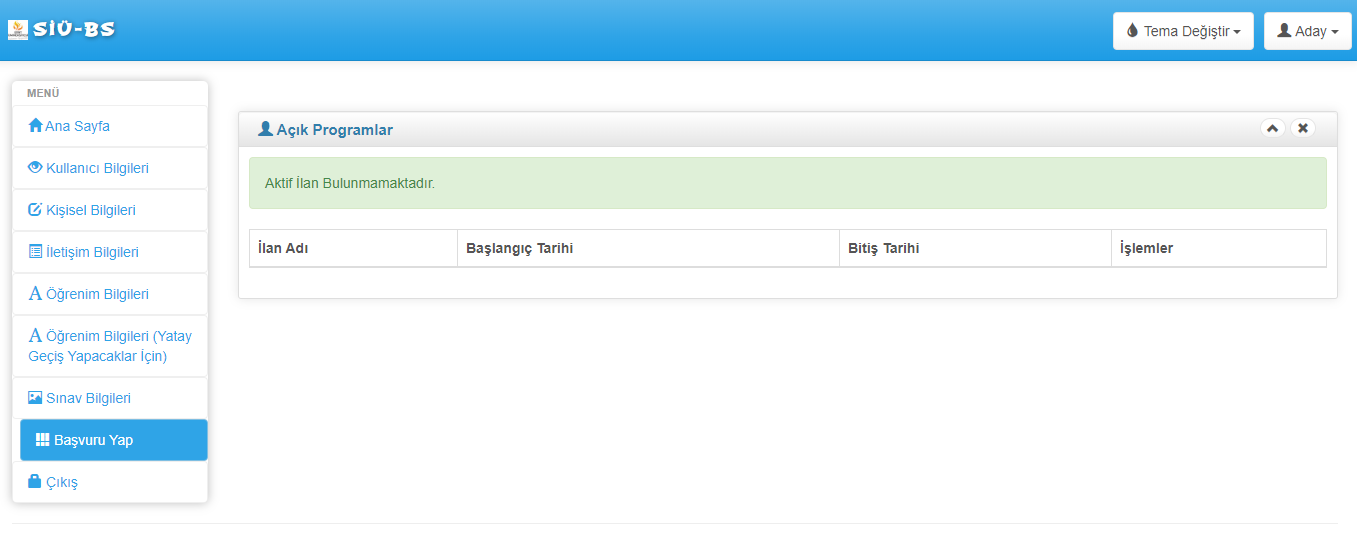 SİÜ-BS
Tema Değiştir
Aday
MENÜ
Ana Sayfa
Kullanıcı Bilgileri
Kişisel Bilgileri
İletişim Bilgileri
Öğrenim Bilgileri
Öğrenim Bilgileri (Yatay
Geçiş Yapacaklar İçin)
Sınav Bilgileri
Başvuru Yap
Çıkış
Açık Programlar
Aktif İlan Bulunmamaktadır.
İlan Adı
Başlangıç Tarihi
Bitiş Tarihi
İşlemler